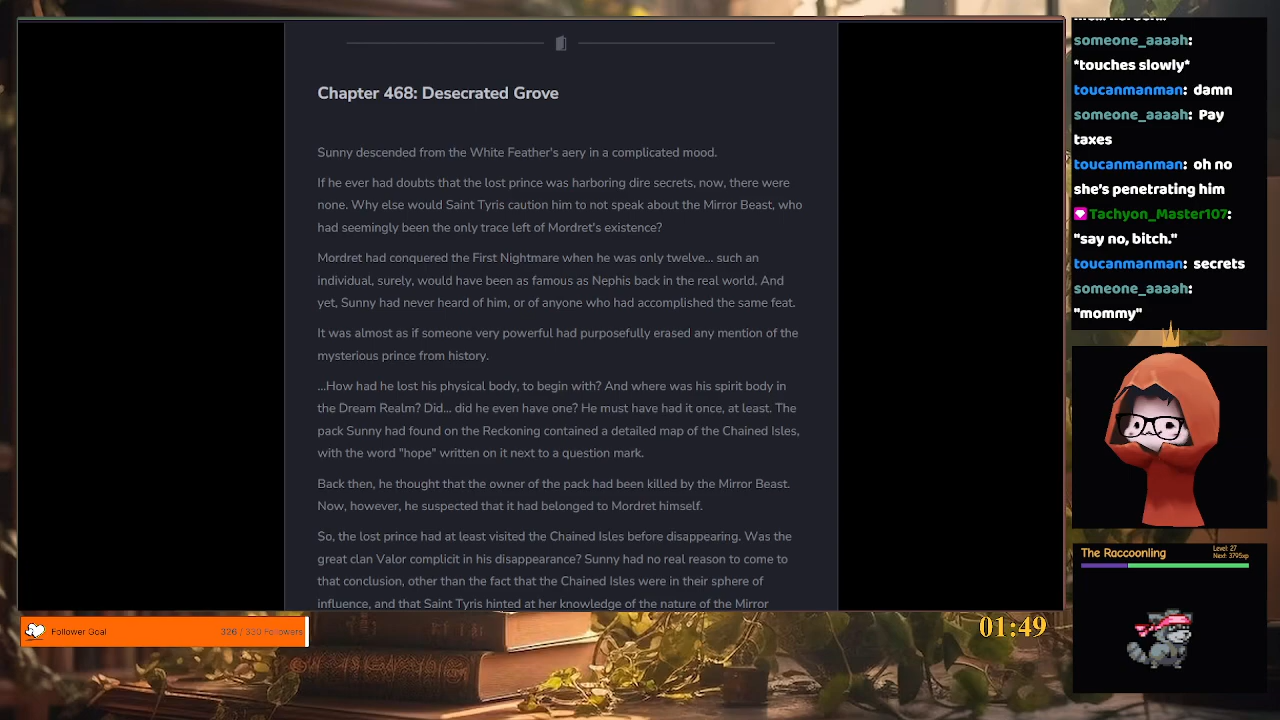 Chapter 468: Desecrated Grove
Sunny descended from the White Feather's aery in a complicated mood.
If he ever had doubts that the lost prince was harboring dire secrets, now, there were
none. Why else would Saint Tyris caution him to not speak about the Mirror Beast, who
had seemingly been the only trace left of Mordret's existence?
Mordret had conquered the First Nightmare when he was only twelve... such an
individual, surely, would have been as famous as Nephis back in the real world. And
yet, Sunny had never heard of him, or of anyone who had accomplished the same feat.
It was almost as if someone very powerful had purposefully erased any mention of the
mysterious prince from history.
...How had he lost his physical body, to begin with? And where was his spirit body in
the Dream Realm? Did... did he even have one? He must have had it once, at least. The
pack Sunny had found on the Reckoning contained a detailed map of the Chained Isles,
with the word "hope" written on it next to a question mark.
Back then, he thought that the owner of the pack had been killed by the Mirror Beast.
Now, however, he suspected that it had belonged to Mordret himself.
So, the lost prince had at least visited the Chained Isles before disappearing. Was the
great clan Valor complicit in his disappearance? Sunny had no real reason to come to
that conclusion, other than the fact that the Chained Isles were in their sphere of
influence, and that Saint Tyris hinted at her knowledge of the nature of the Mirror
someone_aaaah:
*touches slowly*
toucanmanman: damn
someone_aaaah: Pay
taxes
toucanmanman: oh no
she's penetrating him
Tachyon_Master107:
"say no, bitch."
toucanmanman: secrets
someone_aaaah:
"mommy"
The Raccoonling
Level: 27
Next: 3795xp
Follower Goal
326 / 330 Followers
01:49